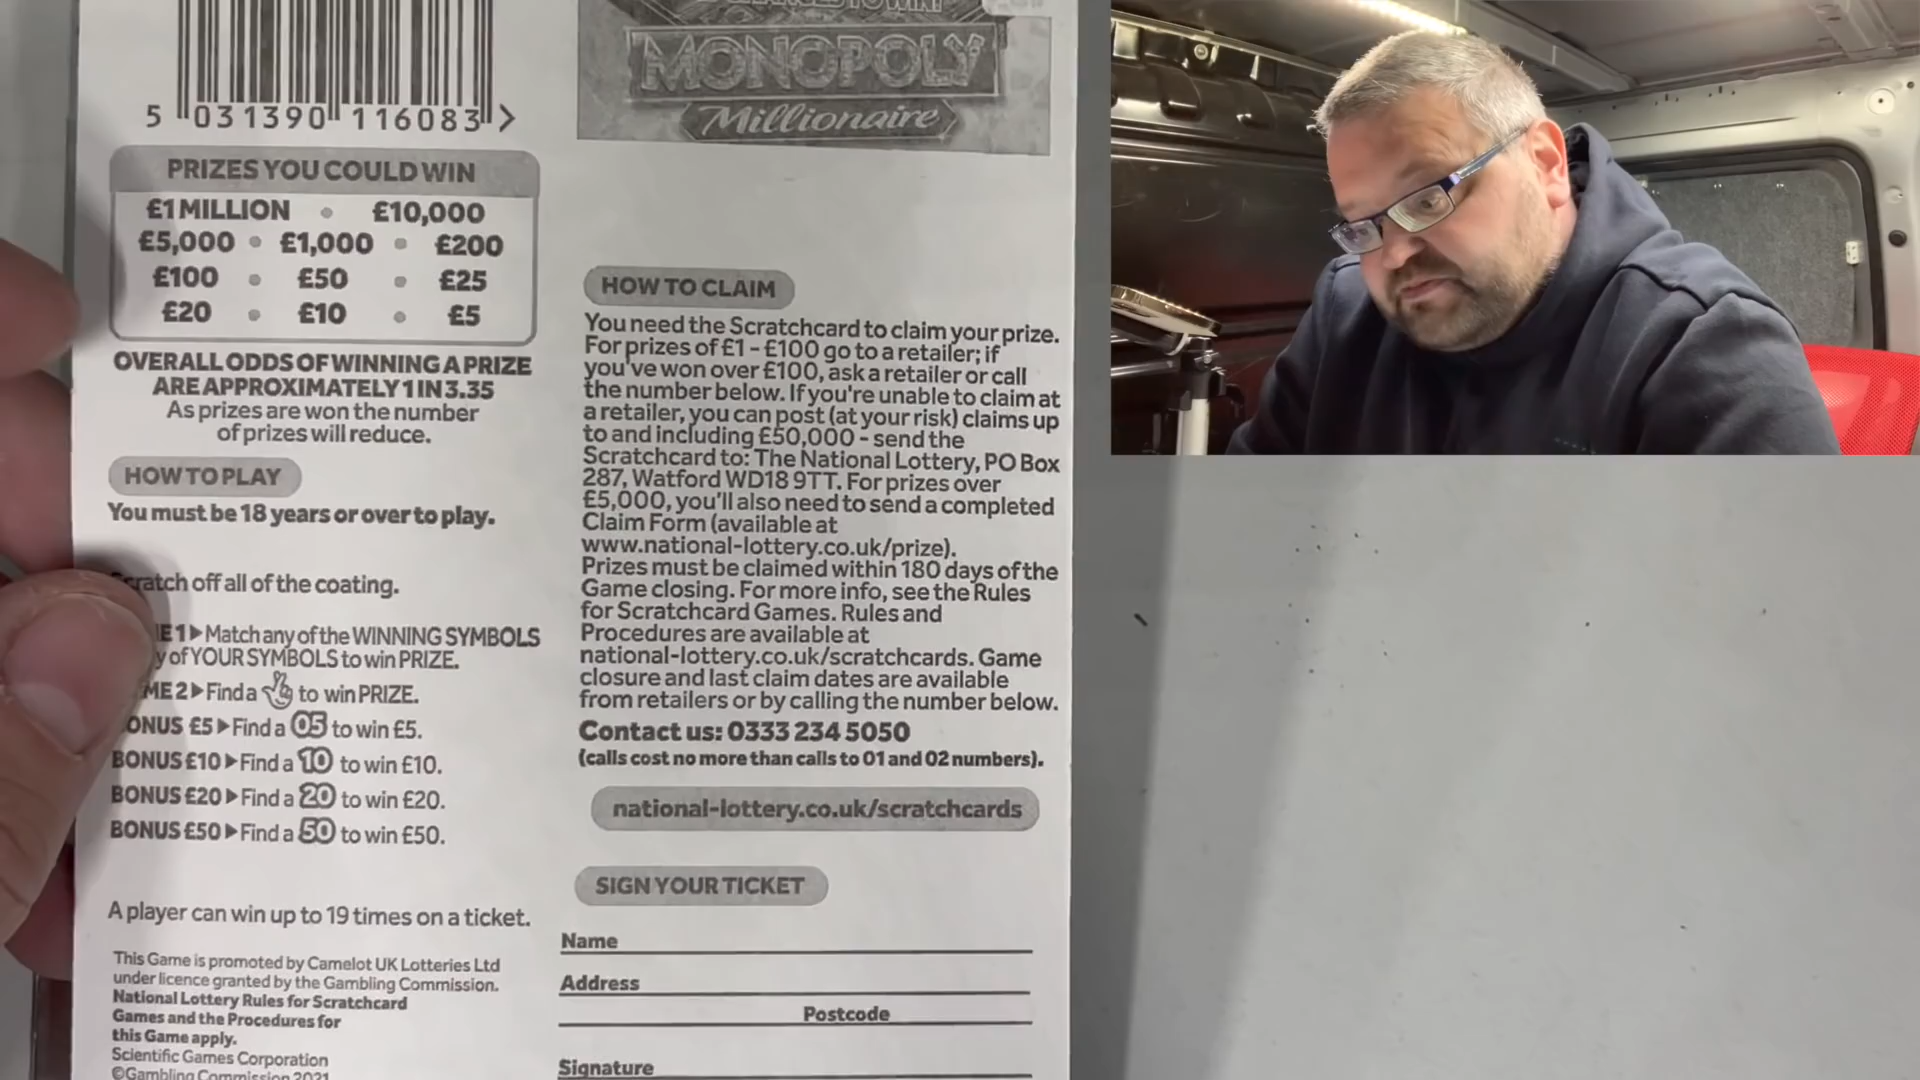 MONOPOLY
Millionaire
5 031390 116083 >
PRIZES YOU COULD WIN
£1 MILLION • £10,000
£5,000 • £1,000 • £200
£100 • £50 • £25
£20 • £10 • £5
OVERALL ODDS OF WINNING A PRIZE
ARE APPROXIMATELY 1 IN 3.35
As prizes are won the number
of prizes will reduce.
HOW TO PLAY
You must be 18 years or over to play.
Scratch off all of the coating.
E 1 ▶ Match any of the WINNING SYMBOLS
y of YOUR SYMBOLS to win PRIZE.
ME 2 ▶ Find a to win PRIZE.
ONUS £5 ▶ Find a 05 to win £5.
BONUS £10 ▶ Find a 10 to win £10.
BONUS £20 ▶ Find a 20 to win £20.
BONUS £50 ▶ Find a 50 to win £50.
A player can win up to 19 times on a ticket.
This Game is promoted by Camelot UK Lotteries Ltd
under licence granted by the Gambling Commission.
National Lottery Rules for Scratchcard
Games and the Procedures for
this Game apply.
Scientific Games Corporation
©Gambling Commission 2021
HOW TO CLAIM
You need the Scratchcard to claim your prize.
For prizes of £1 - £100 go to a retailer; if
you've won over £100, ask a retailer or call
the number below. If you're unable to claim at
a retailer, you can post (at your risk) claims up
to and including £50,000 - send the
Scratchcard to: The National Lottery, PO Box
287, Watford WD18 9TT. For prizes over
£5,000, you'll also need to send a completed
Claim Form (available at
www.national-lottery.co.uk/prize).
Prizes must be claimed within 180 days of the
Game closing. For more info, see the Rules
for Scratchcard Games. Rules and
Procedures are available at
national-lottery.co.uk/scratchcards. Game
closure and last claim dates are available
from retailers or by calling the number below.
Contact us: 0333 234 5050
(calls cost no more than calls to 01 and 02 numbers).
national-lottery.co.uk/scratchcards
SIGN YOUR TICKET
Name
Address
Postcode
Signature